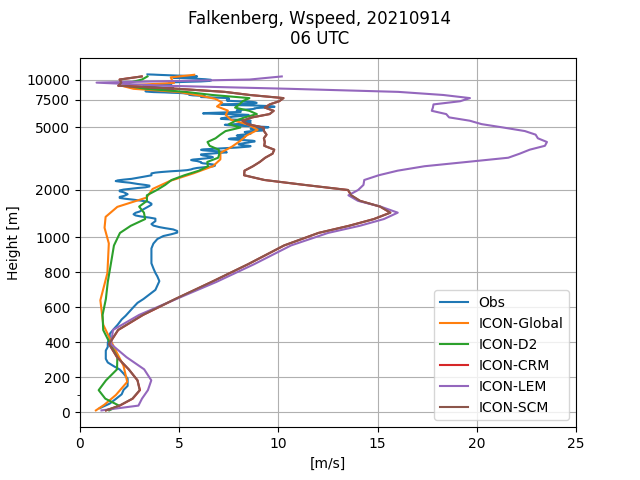 Falkenberg, Wspeed, 20210914
06 UTC
Height [m]
10000
7500
5000
2000
1000
800
600
400
200
0
0 5 10 15 20 25
[m/s]
Obs
ICON-Global
ICON-D2
ICON-CRM
ICON-LEM
ICON-SCM